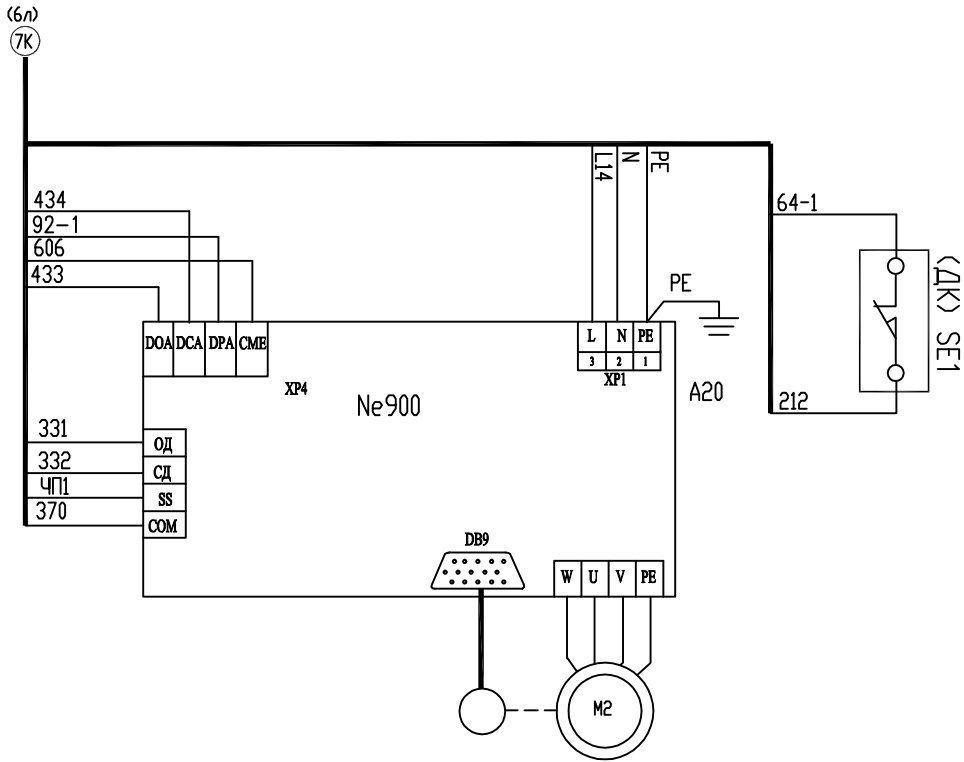 (6л)
7К
L14
N
PE
434
92-1
606
433
64-1
(ДК) SE1
PE
DOA DCA DPA CME
L N PE
3 2 1
XP4
XP1
Ne900
A20
212
331
332
ЧП1
370
ОД
СД
SS
COM
DB9
W U V PE
M2